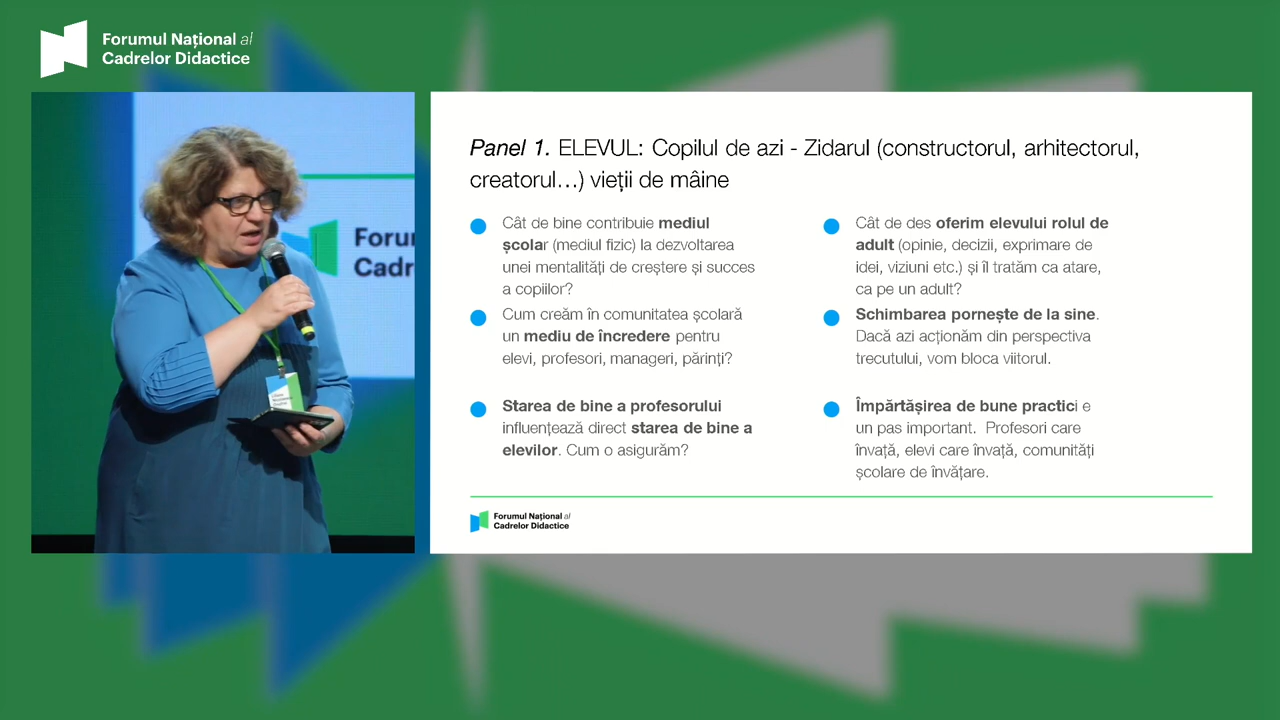 Forumul Național al
Cadrelor Didactice
Forum
Cadre
Panel 1. ELEVUL: Copilul de azi - Zidarul (constructorul, arhitectorul,
creatorul…) vieții de mâine
Cât de bine contribuie mediul
școlar (mediul fizic) la dezvoltarea
unei mentalități de creștere și succes
a copiilor?
Cum creăm în comunitatea școlară
un mediu de încredere pentru
elevi, profesori, manageri, părinți?
Starea de bine a profesorului
influențează direct starea de bine a
elevilor. Cum o asigurăm?
Cât de des oferim elevului rolul de
adult (opinie, decizii, exprimare de
idei, viziuni etc.) și îl tratăm ca atare,
ca pe un adult?
Schimbarea pornește de la sine.
Dacă azi acționăm din perspectiva
trecutului, vom bloca viitorul.
Împărtășirea de bune practici e
un pas important. Profesori care
învață, elevi care învață, comunități
școlare de învățare.
Forumul Național al
Cadrelor Didactice